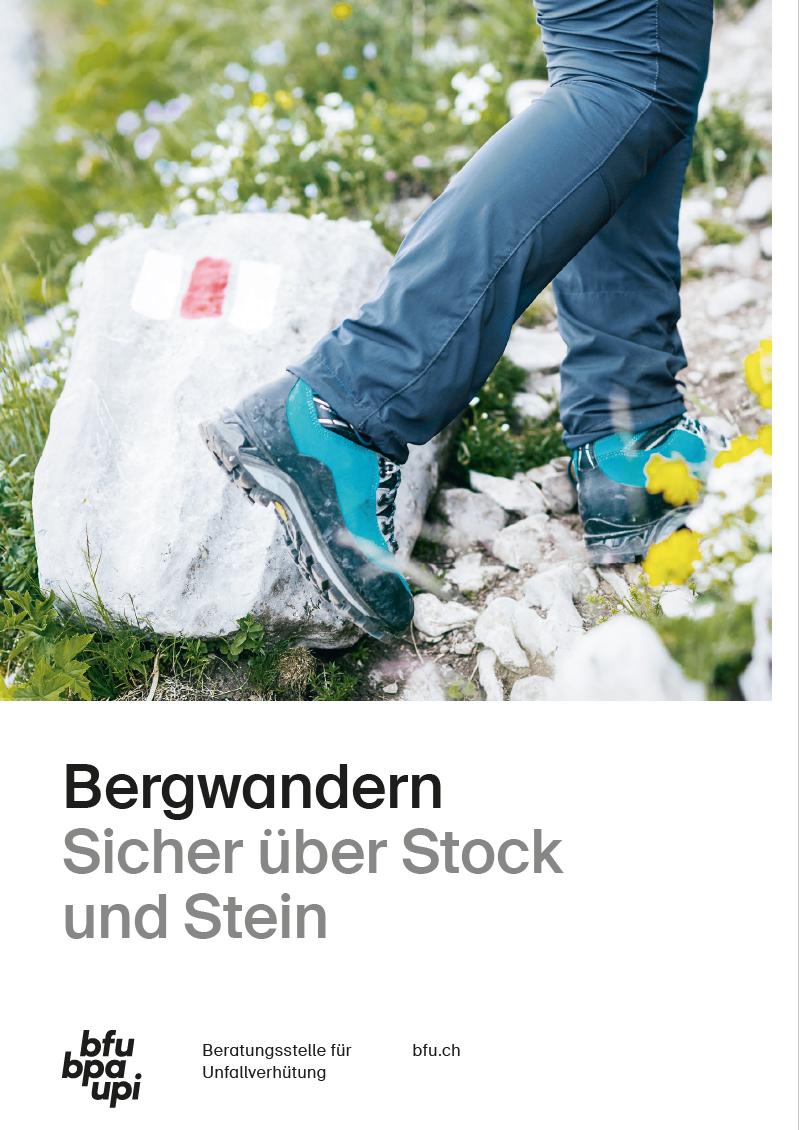 Bergwandern
Sicher über Stock
und Stein
bfu
bpa
upi
Beratungsstelle für
Unfallverhütung
bfu.ch